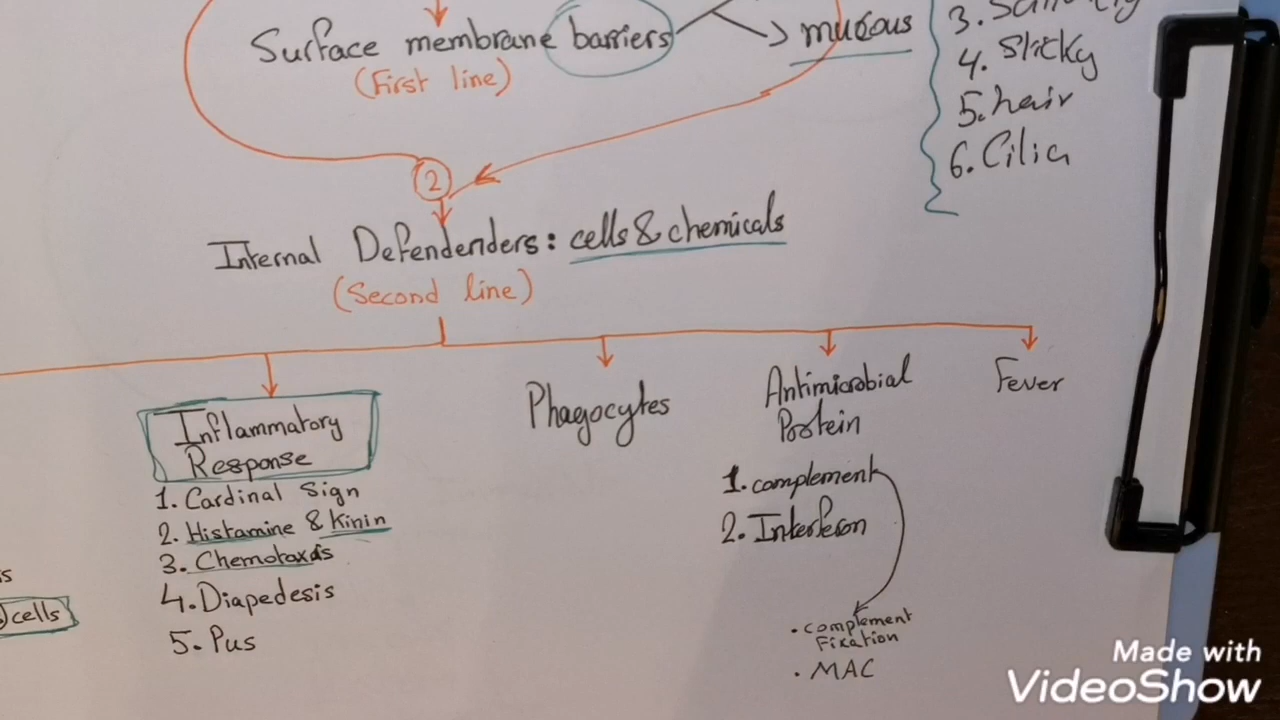 Surface membrane barriers
mucous
(First line)
4. Sticky
5. hair
6. Cilia
2
Internal Defendenders: cells & chemicals
(Second line)
Inflammatory
Response
1. Cardinal Sign
2. Histamine & Kinin
3. Chemotaxis
4. Diapedesis
5. Pus
cells
Phagocytes
Antimicrobial
Protein
1. complement
2. Interferon
• complement
Fixation
• MAC
Fever
Made with
VideoShow